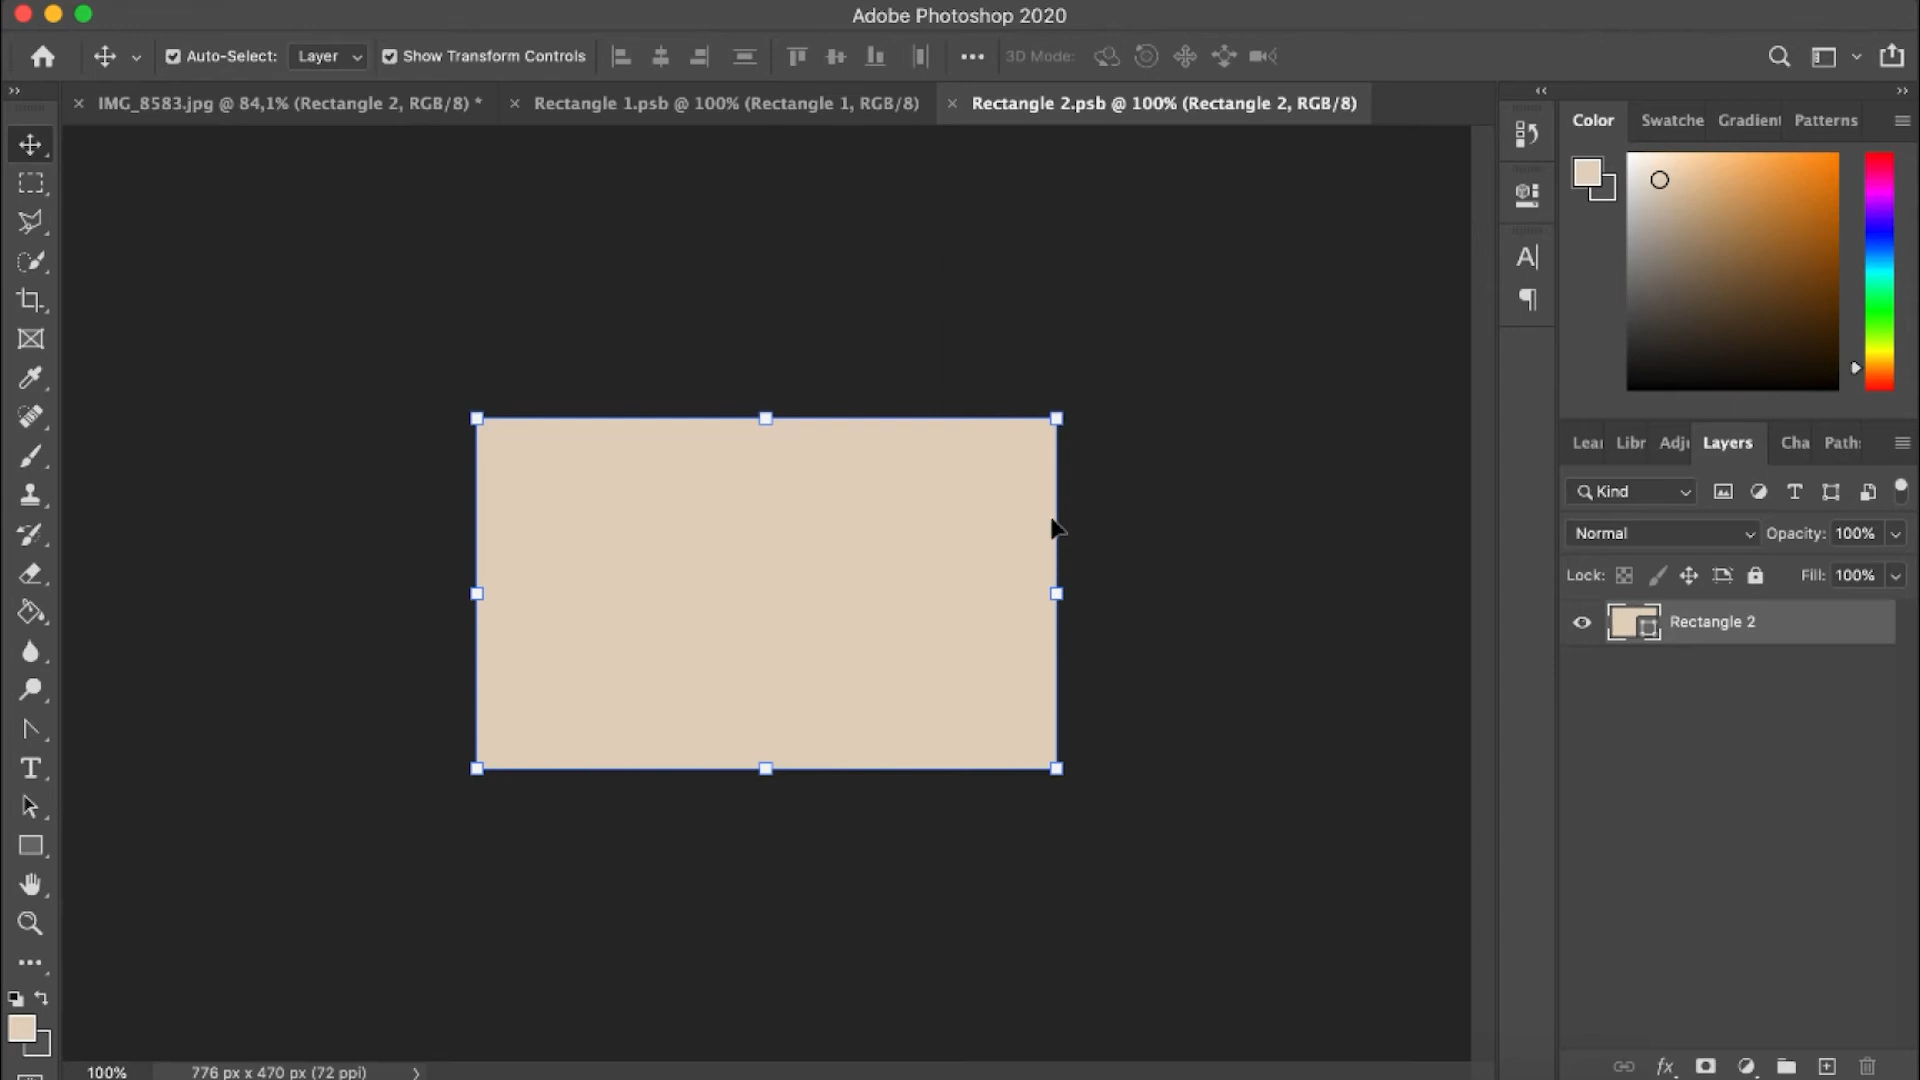 Adobe Photoshop 2020
Auto-Select: Layer Show Transform Controls 3D Mode:
IMG_8583.jpg @ 84,1% (Rectangle 2, RGB/8) * Rectangle 1.psb @ 100% (Rectangle 1, RGB/8) Rectangle 2.psb @ 100% (Rectangle 2, RGB/8)
Color Swatche Gradient Patterns
Lear Libr Adju Layers Cha Path:
Kind
Normal Opacity: 100%
Lock: Fill: 100%
Rectangle 2
100% 776 px x 470 px (72 ppi)